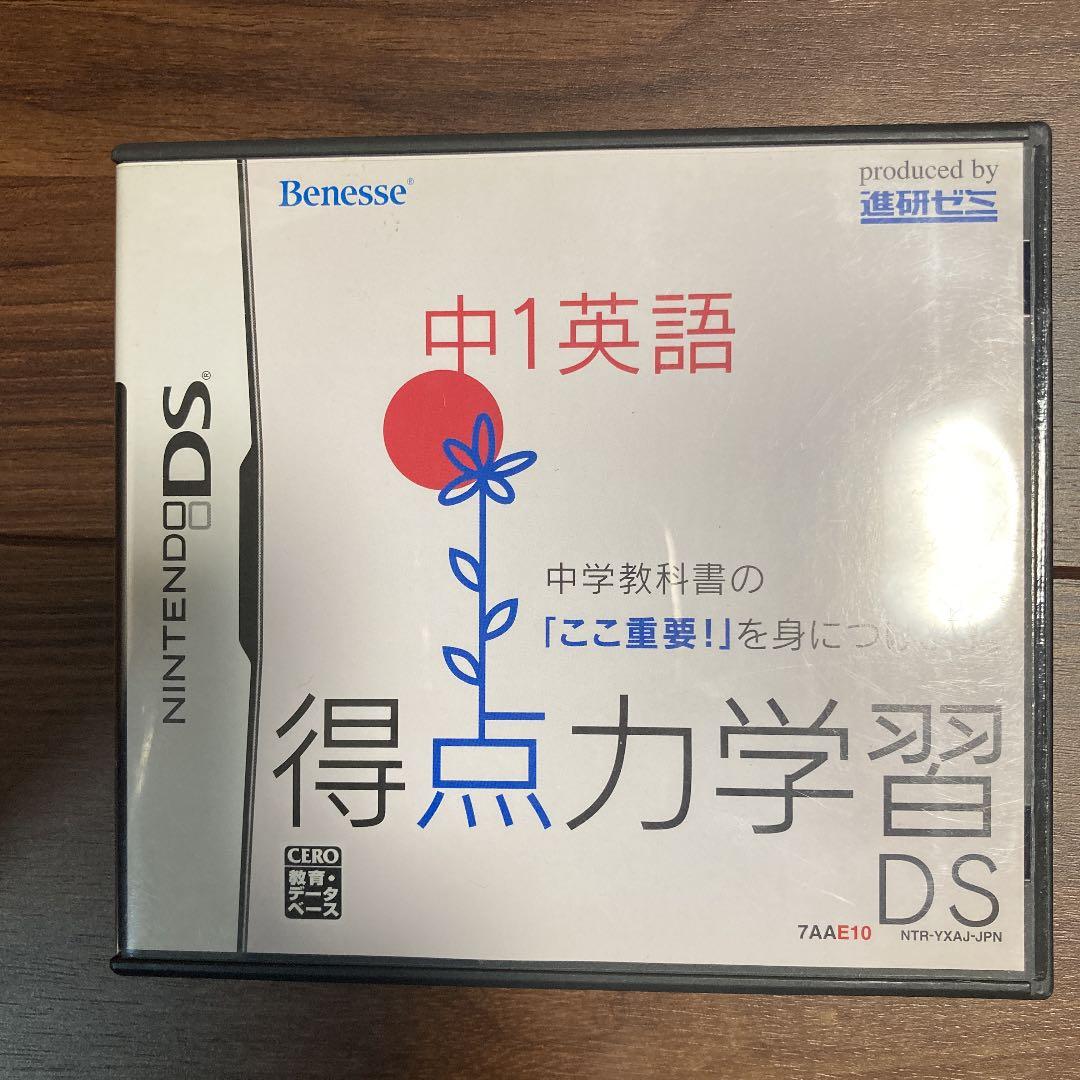 Benesse®
produced by
進研ゼミ
中1英語
中学教科書の
「ここ重要!」を身につけ
得点力学習
DS
CERO
教育・
データ
ベース
7AAE10
NTR-YXAJ-JPN
NINTENDO DS®